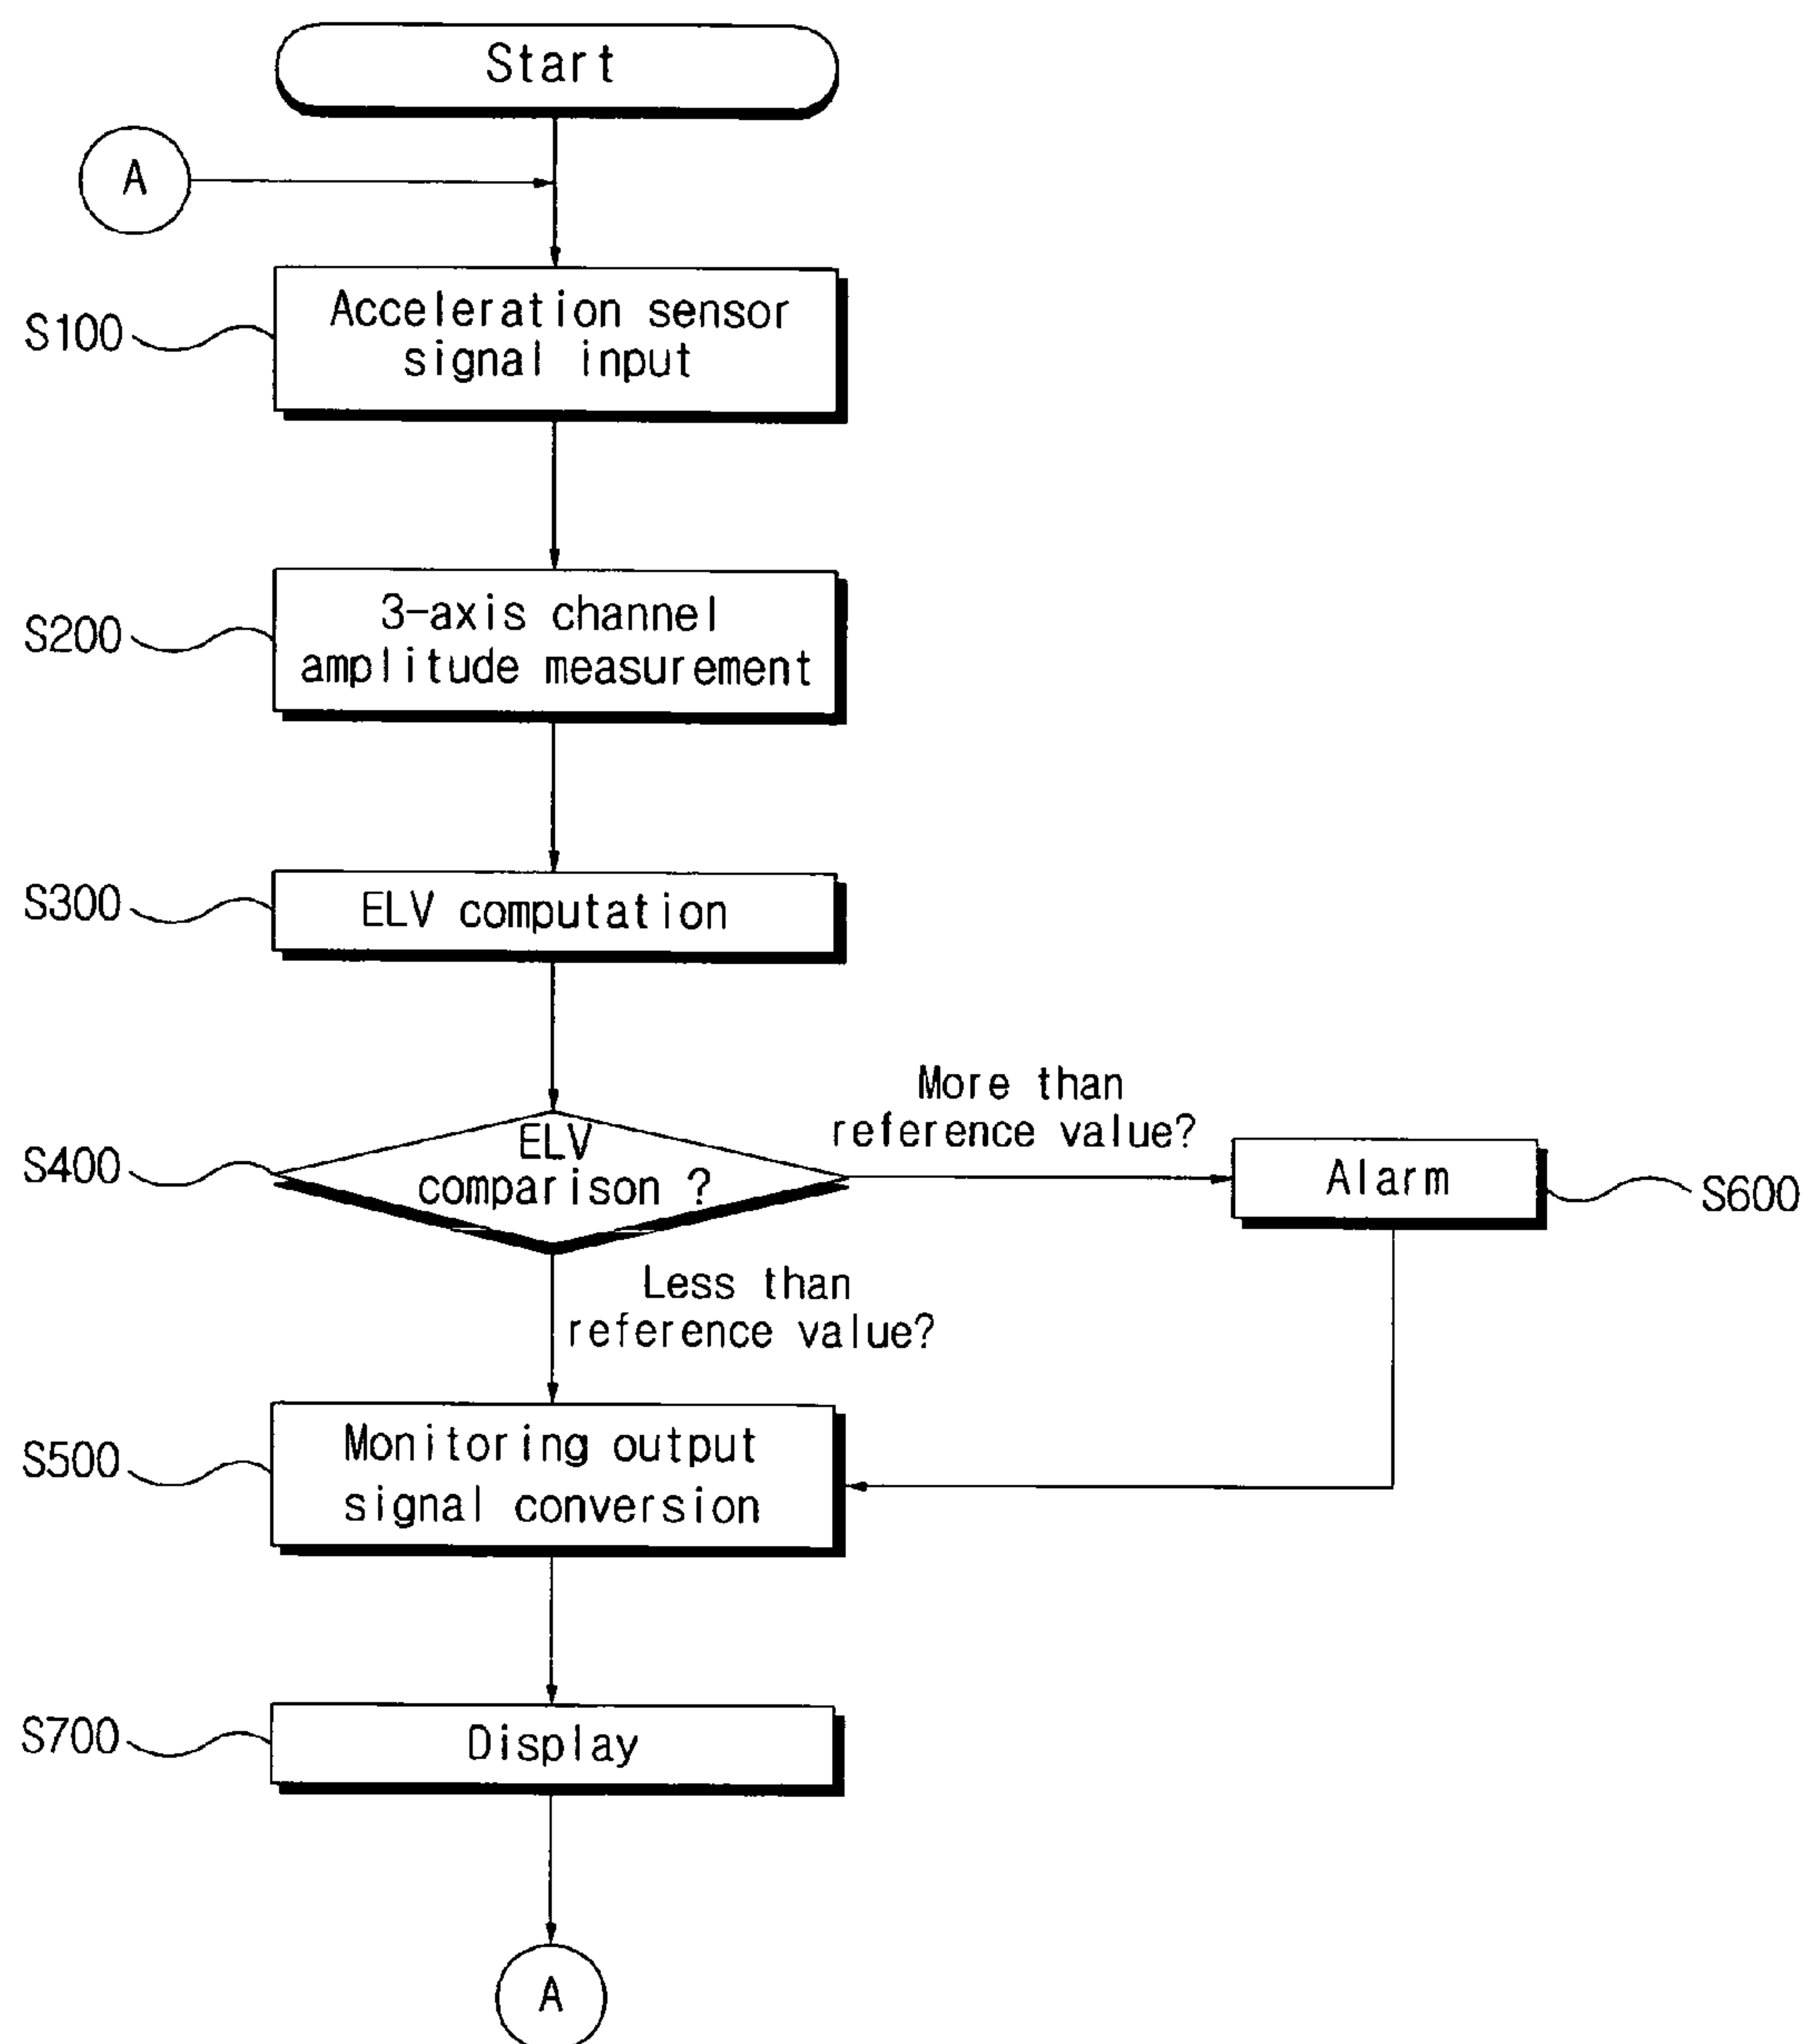 Start
A
S100
Acceleration sensor
signal input
S200
3-axis channel
amplitude measurement
S300
ELV computation
More than
reference value?
S400
ELV
comparison ?
Alarm
S600
Less than
reference value?
S500
Monitoring output
signal conversion
S700
Display
A